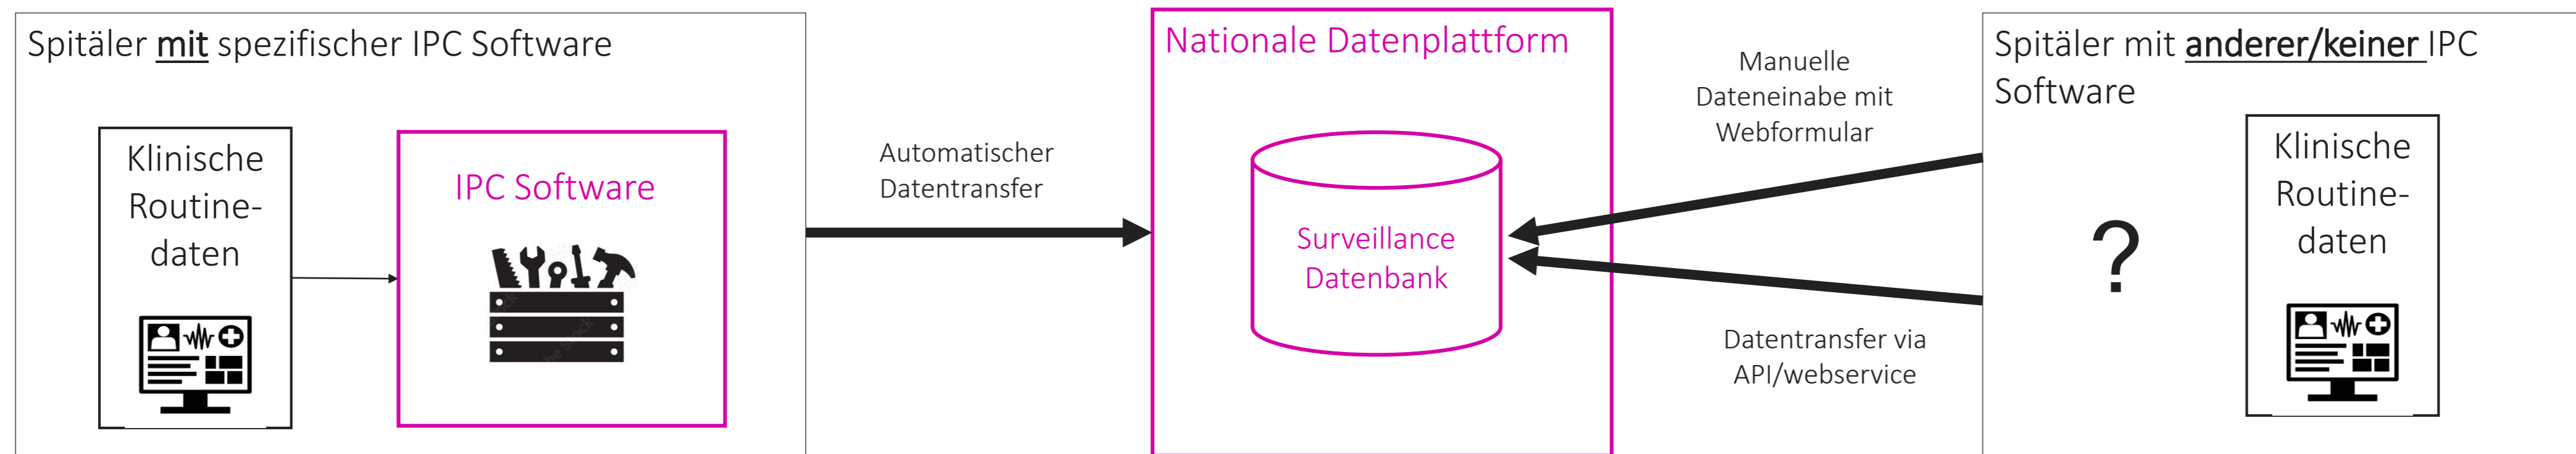 Spitäler mit spezifischer IPC Software
Klinische
Routine-
daten
IPC Software
Automatischer
Datentransfer
Nationale Datenplattform
Surveillance
Datenbank
Manuelle
Dateneinabe mit
Webformular
Datentransfer via
API/webservice
Spitäler mit anderer/keiner IPC
Software
?
Klinische
Routine-
daten